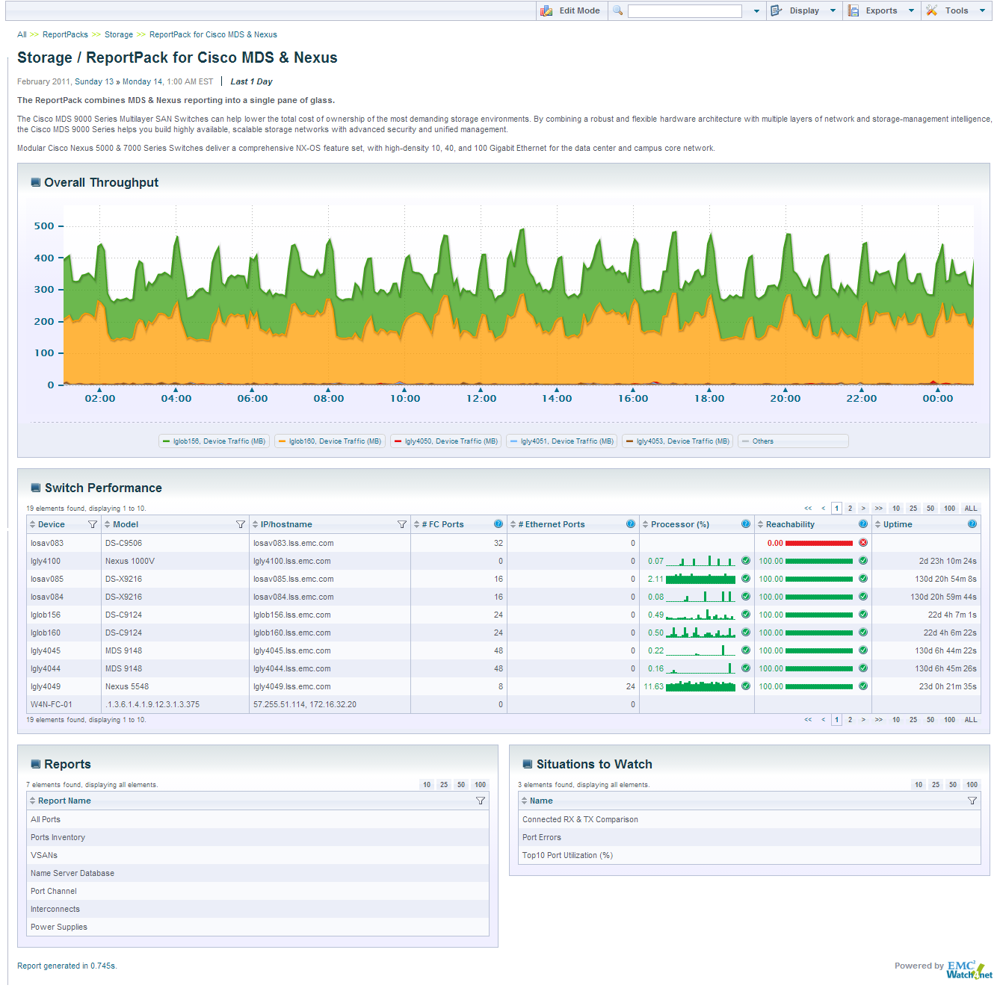 Edit Mode Display Exports Tools
All >> ReportPacks >> Storage >> ReportPack for Cisco MDS & Nexus
Storage / ReportPack for Cisco MDS & Nexus
February 2011, Sunday 13 » Monday 14, 1:00 AM EST | Last 1 Day
The ReportPack combines MDS & Nexus reporting into a single pane of glass.
The Cisco MDS 9000 Series Multilayer SAN Switches can help lower the total cost of ownership of the most demanding storage environments. By combining a robust and flexible hardware architecture with multiple layers of network and storage-management intelligence,
the Cisco MDS 9000 Series helps you build highly available, scalable storage networks with advanced security and unified management.
Modular Cisco Nexus 5000 & 7000 Series Switches deliver a comprehensive NX-OS feature set, with high-density 10, 40, and 100 Gigabit Ethernet for the data center and campus core network.
Overall Throughput
500
400
300
200
100
0
02:00 04:00 06:00 08:00 10:00 12:00 14:00 16:00 18:00 20:00 22:00 00:00
lglob156, Device Traffic (MB) lglob160, Device Traffic (MB) lgly4050, Device Traffic (MB) lgly4051, Device Traffic (MB) lgly4053, Device Traffic (MB) Others
Switch Performance
19 elements found, displaying 1 to 10. << < 1 2 > >> 10 25 50 100 ALL
Device Model IP/hostname # FC Ports # Ethernet Ports Processor (%) Reachability Uptime
losav083 DS-C9506 losav083.lss.emc.com 32 0 0.00
lgly4100 Nexus 1000V lgly4100.lss.emc.com 0 0 0.07 100.00 2d 23h 10m 24s
losav085 DS-X9216 losav085.lss.emc.com 16 0 2.11 100.00 130d 20h 54m 8s
losav084 DS-X9216 losav084.lss.emc.com 16 0 0.08 100.00 130d 20h 59m 44s
lglob156 DS-C9124 lglob156.lss.emc.com 24 0 0.49 100.00 22d 4h 7m 1s
lglob160 DS-C9124 lglob160.lss.emc.com 24 0 0.50 100.00 22d 4h 6m 22s
lgly4045 MDS 9148 lgly4045.lss.emc.com 48 0 0.22 100.00 130d 6h 44m 22s
lgly4044 MDS 9148 lgly4044.lss.emc.com 48 0 0.16 100.00 130d 6h 45m 26s
lgly4049 Nexus 5548 lgly4049.lss.emc.com 8 24 11.63 100.00 23d 0h 21m 35s
W4N-FC-01 .1.3.6.1.4.1.9.12.3.1.3.375 57.255.51.114, 172.16.32.20 0 0
19 elements found, displaying 1 to 10. << < 1 2 > >> 10 25 50 100 ALL
Reports
7 elements found, displaying all elements. 10 25 50 100
Report Name
All Ports
Ports Inventory
VSANs
Name Server Database
Port Channel
Interconnects
Power Supplies
Situations to Watch
3 elements found, displaying all elements. 10 25 50 100
Name
Connected RX & TX Comparison
Port Errors
Top10 Port Utilization (%)
Report generated in 0.745s.
Powered by EMC² Watch4net